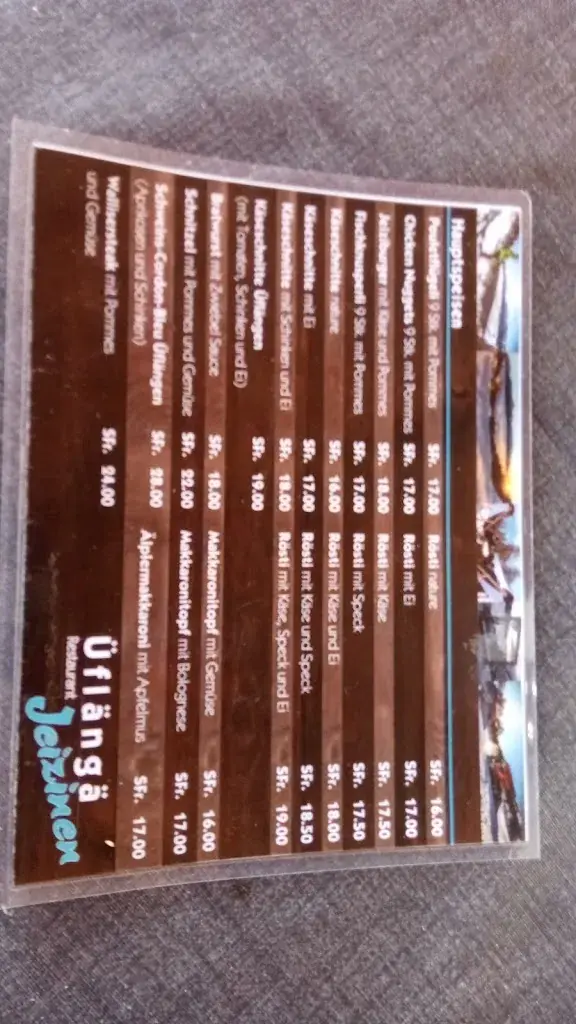 Hauptspeisen
Pouletflügeli 9 Stk. mit Pommes SFr. 17.00
Chicken Nuggets 9 Stk. mit Pommes SFr. 17.00
Jeiziburger mit Käse und Pommes SFr. 18.00
Fischknusperli 9 Stk. mit Pommes SFr. 17.00
Käseschnitte nature SFr. 16.00
Käseschnitte mit Ei SFr. 17.00
Käseschnitte mit Schinken und Ei SFr. 18.00
Käseschnitte Üflängen SFr. 19.00
(mit Tomaten, Schinken und Ei)
Bratwurst mit Zwiebel Sauce SFr. 18.00
Schnitzel mit Pommes und Gemüse SFr. 22.00
Schweins-Cordon-Bleu Üflängen SFr. 28.00
(Aprikosen und Schinken)
Wallisersteak mit Pommes SFr. 24.00
und Gemüse
Rösti nature SFr. 16.00
Rösti mit Ei SFr. 17.00
Rösti mit Käse SFr. 17.50
Rösti mit Speck SFr. 17.50
Rösti mit Käse und Ei SFr. 18.00
Rösti mit Käse und Speck SFr. 18.50
Rösti mit Käse, Speck und Ei SFr. 19.00
Makkaronitopf mit Gemüse SFr. 16.00
Makkaronitopf mit Bolognese SFr. 17.00
Älplermakkaroni mit Apfelmus SFr. 17.00
Üflängä
Restaurant
Jeizinen